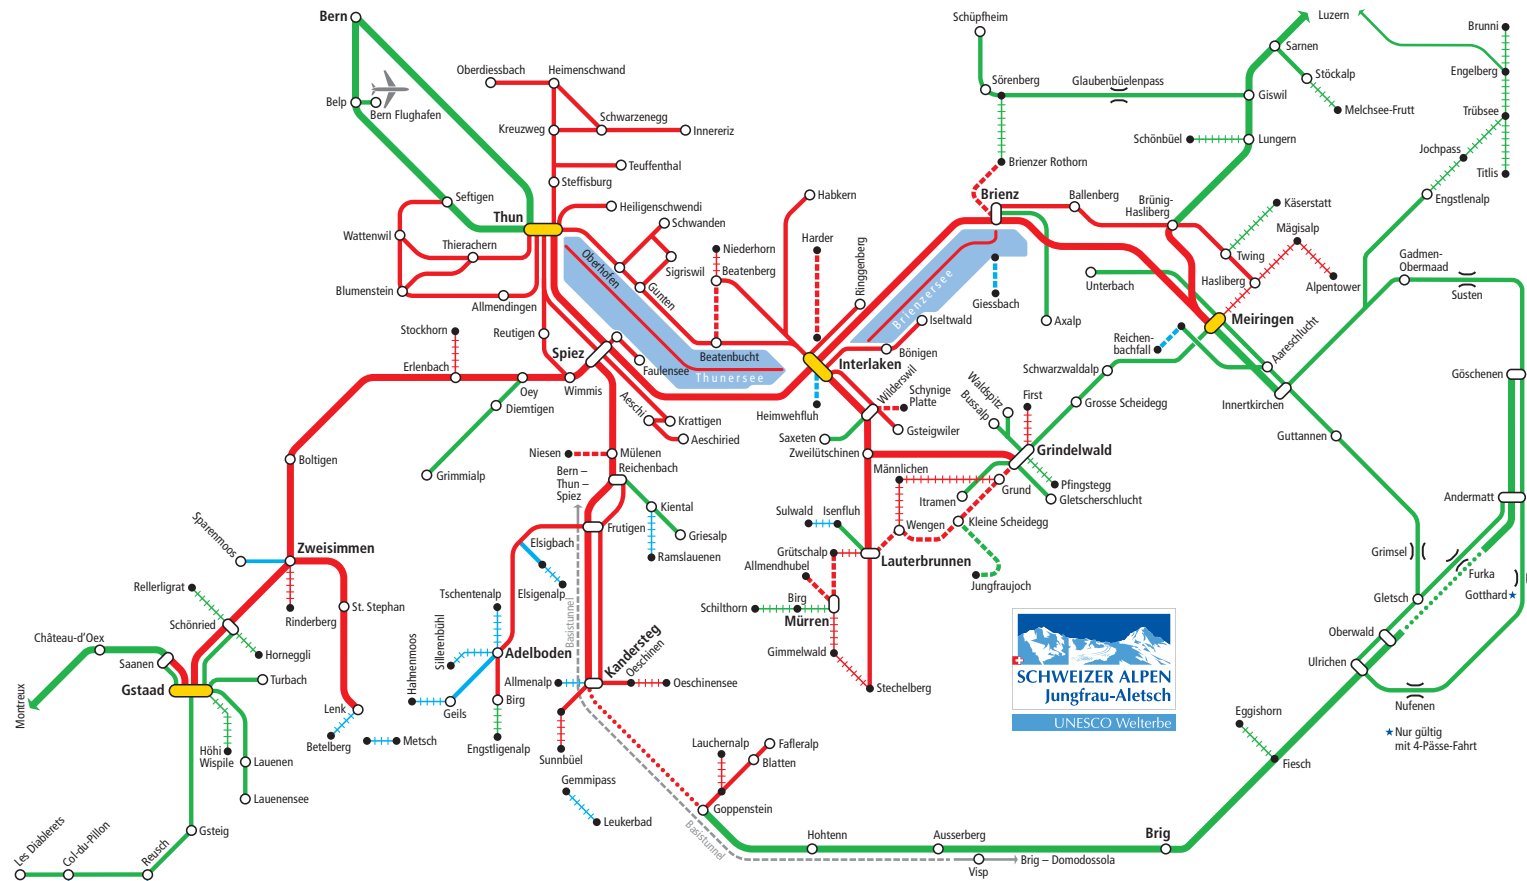 Bern
Belp
Bern Flughafen
Oberdiessbach
Heimenschwand
Kreuzweg
Schwarzenegg
Innereriz
Teuffenthal
Steffisburg
Heiligenschwendi
Seftigen
Thun
Wattenwil
Thierachern
Blumenstein
Allmendingen
Schwanden
Sigriswil
Oberhofen
Gunten
Niederhorn
Beatenberg
Habkern
Harder
Ringgenberg
Stockhorn
Reutigen
Spiez
Erlenbach
Oey
Wimmis
Diemtigen
Grimmialp
Faulensee
Beatenbucht
Thunersee
Aeschi
Krattigen
Aeschiried
Interlaken
Heimwehfluh
Bönigen
Iseltwald
Brienzersee
Giessbach
Axalp
Schüpfheim
Sörenberg
Glaubenbüelenpass
Brienzer Rothorn
Brienz
Ballenberg
Brünig-
Hasliberg
Luzern
Sarnen
Stöckalp
Melchsee-Frutt
Giswil
Schönbüel
Lungern
Brunni
Engelberg
Trübsee
Jochpass
Titlis
Engstlenalp
Käserstatt
Mägisalp
Twing
Hasliberg
Alpentower
Unterbach
Meiringen
Gadmen-
Obermaad
Susten
Reichen-
bachfall
Aareschlucht
Schwarzwaldalp
Innertkirchen
Grosse Scheidegg
Guttannen
Göschenen
Andermatt
Grimsel
Furka
Gotthard
Gletsch
Oberwald
Ulrichen
Nufenen
Nur gültig
mit 4-Pässe-Fahrt
Eggishorn
Fiesch
Wilderswil
Schynige
Platte
Gsteigwiler
Saxeten
Zweilütschinen
Waldspitz
Bussalp
First
Grindelwald
Pfingstegg
Gletscherschlucht
Männlichen
Grund
Itramen
Wengen
Kleine Scheidegg
Jungfraujoch
Sulwald
Isenfluh
Grütschalp
Lauterbrunnen
Allmendhubel
Schilthorn
Birg
Mürren
Gimmelwald
Stechelberg
Niesen
Mülenen
Bern –
Thun –
Spiez
Reichenbach
Kiental
Griesalp
Ramslauenen
Frutigen
Elsigbach
Elsigenalp
Basistunnel
Tschentenalp
Sillerenbühl
Hahnenmoos
Geils
Adelboden
Birg
Engstligenalp
Allmenalp
Kandersteg
Oeschinen
Oeschinensee
Sunnbüel
Gemmipass
Leukerbad
Lauchernalp
Fafleralp
Blatten
Goppenstein
Basistunnel
Hohtenn
Ausserberg
Brig
Visp
Brig – Domodossola
Boltigen
Sparenmoos
Zweisimmen
Rinderberg
St. Stephan
Lenk
Betelberg
Metsch
Rellerligrat
Schönried
Horneggli
Château-d’Oex
Saanen
Gstaad
Turbach
Montreux
Höhi
Wispile
Lauenen
Lauenensee
Gsteig
Reusch
Col-du-Pillon
Les Diablerets
SCHWEIZER ALPEN
Jungfrau-Aletsch
UNESCO Welterbe